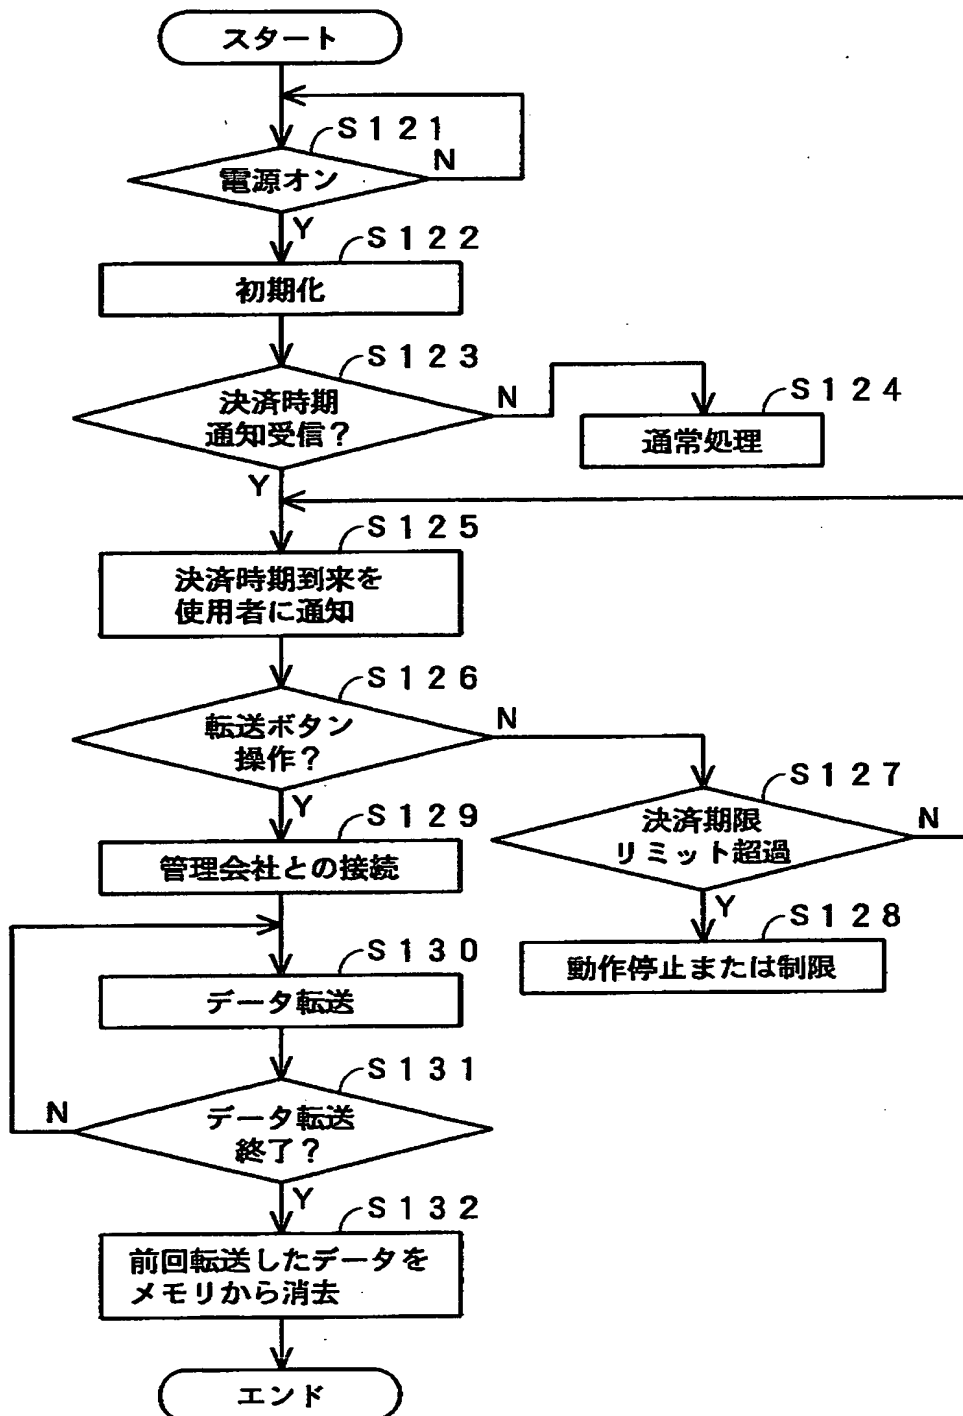 スタート
S121
電源オン
N
Y
S122
初期化
S123
決済時期
通知受信？
N
Y
S124
通常処理
S125
決済時期到来を
使用者に通知
S126
転送ボタン
操作？
N
Y
S127
決済期限
リミット超過
N
Y
S128
動作停止または制限
S129
管理会社との接続
S130
データ転送
S131
データ転送
終了？
N
Y
S132
前回転送したデータを
メモリから消去
エンド